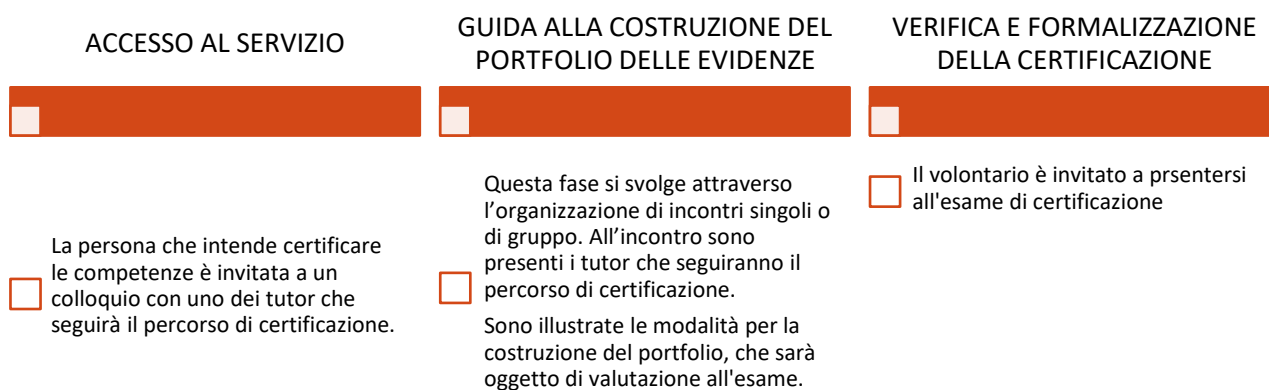 ACCESSO AL SERVIZIO
La persona che intende certificare
le competenze è invitata a un
colloquio con uno dei tutor che
seguirà il percorso di certificazione.
GUIDA ALLA COSTRUZIONE DEL
PORTFOLIO DELLE EVIDENZE
Questa fase si svolge attraverso
l’organizzazione di incontri singoli o
di gruppo. All’incontro sono
presenti i tutor che seguiranno il
percorso di certificazione.
Sono illustrate le modalità per la
costruzione del portfolio, che sarà
oggetto di valutazione all'esame.
VERIFICA E FORMALIZZAZIONE
DELLA CERTIFICAZIONE
Il volontario è invitato a prsentersi
all'esame di certificazione